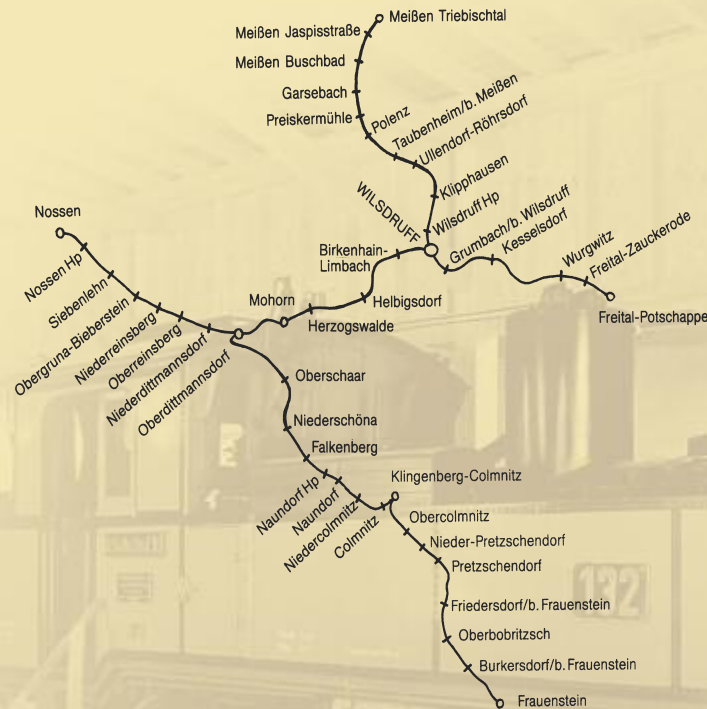 Meißen Triebischtal
Meißen Jaspisstraße
Meißen Buschbad
Garsebach
Preiskermühle
Polenz
Taubenheim/b. Meißen
Ullendorf-Röhrsdorf
Klipphausen
Wilsdruff Hp
WILSDRUFF
Grumbach/b. Wilsdruff
Kesselsdorf
Wurgwitz
Freital-Zauckerode
Freital-Potschappel
Birkenhain-
Limbach
Helbigsdorf
Herzogswalde
Mohorn
Nossen
Nossen Hp
Siebenlehn
Obergruna-Bieberstein
Niederreinsberg
Oberreinsberg
Niederdittmannsdorf
Oberdittmannsdorf
Oberschaar
Niederschöna
Falkenberg
Naundorf Hp
Naundorf
Niedercolmnitz
Colmnitz
Klingenberg-Colmnitz
Obercolmnitz
Nieder-Pretzschendorf
Pretzschendorf
Friedersdorf/b. Frauenstein
Oberbobritzsch
Burkersdorf/b. Frauenstein
Frauenstein
132